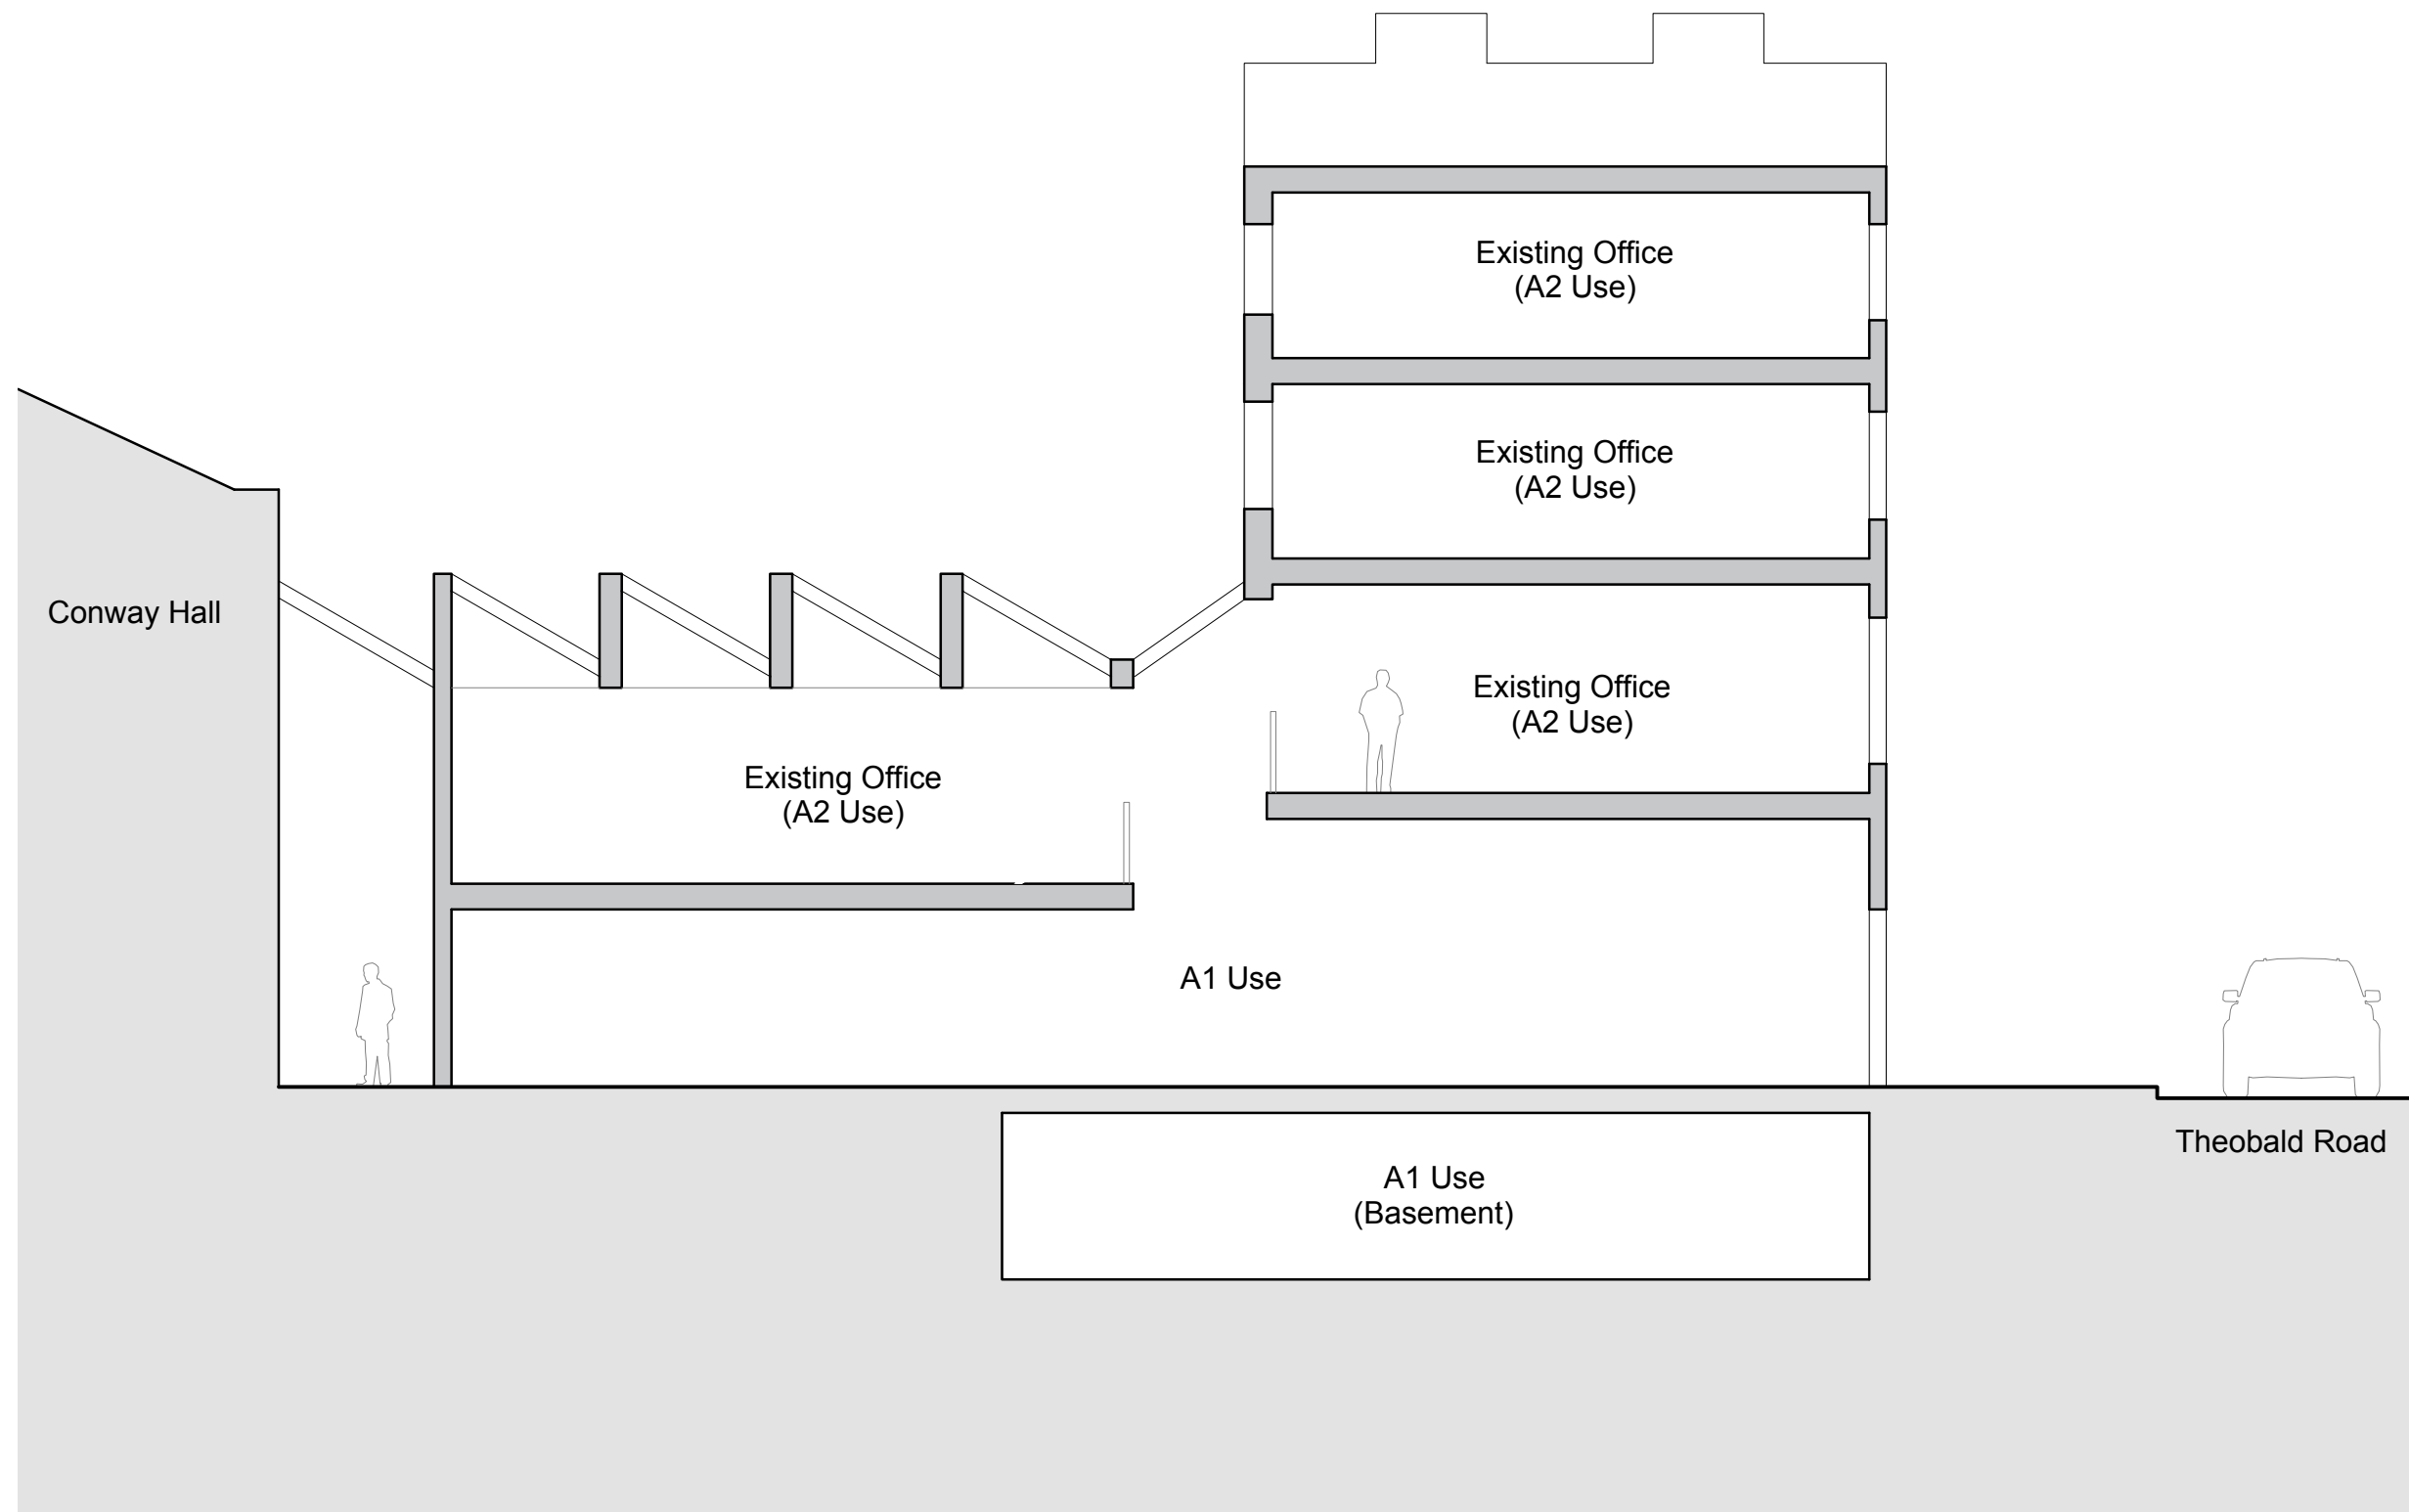 Existing Office
(A2 Use)
Existing Office
(A2 Use)
Conway Hall
Existing Office
(A2 Use)
Existing Office
(A2 Use)
A1 Use
Theobald Road
A1 Use
(Basement)